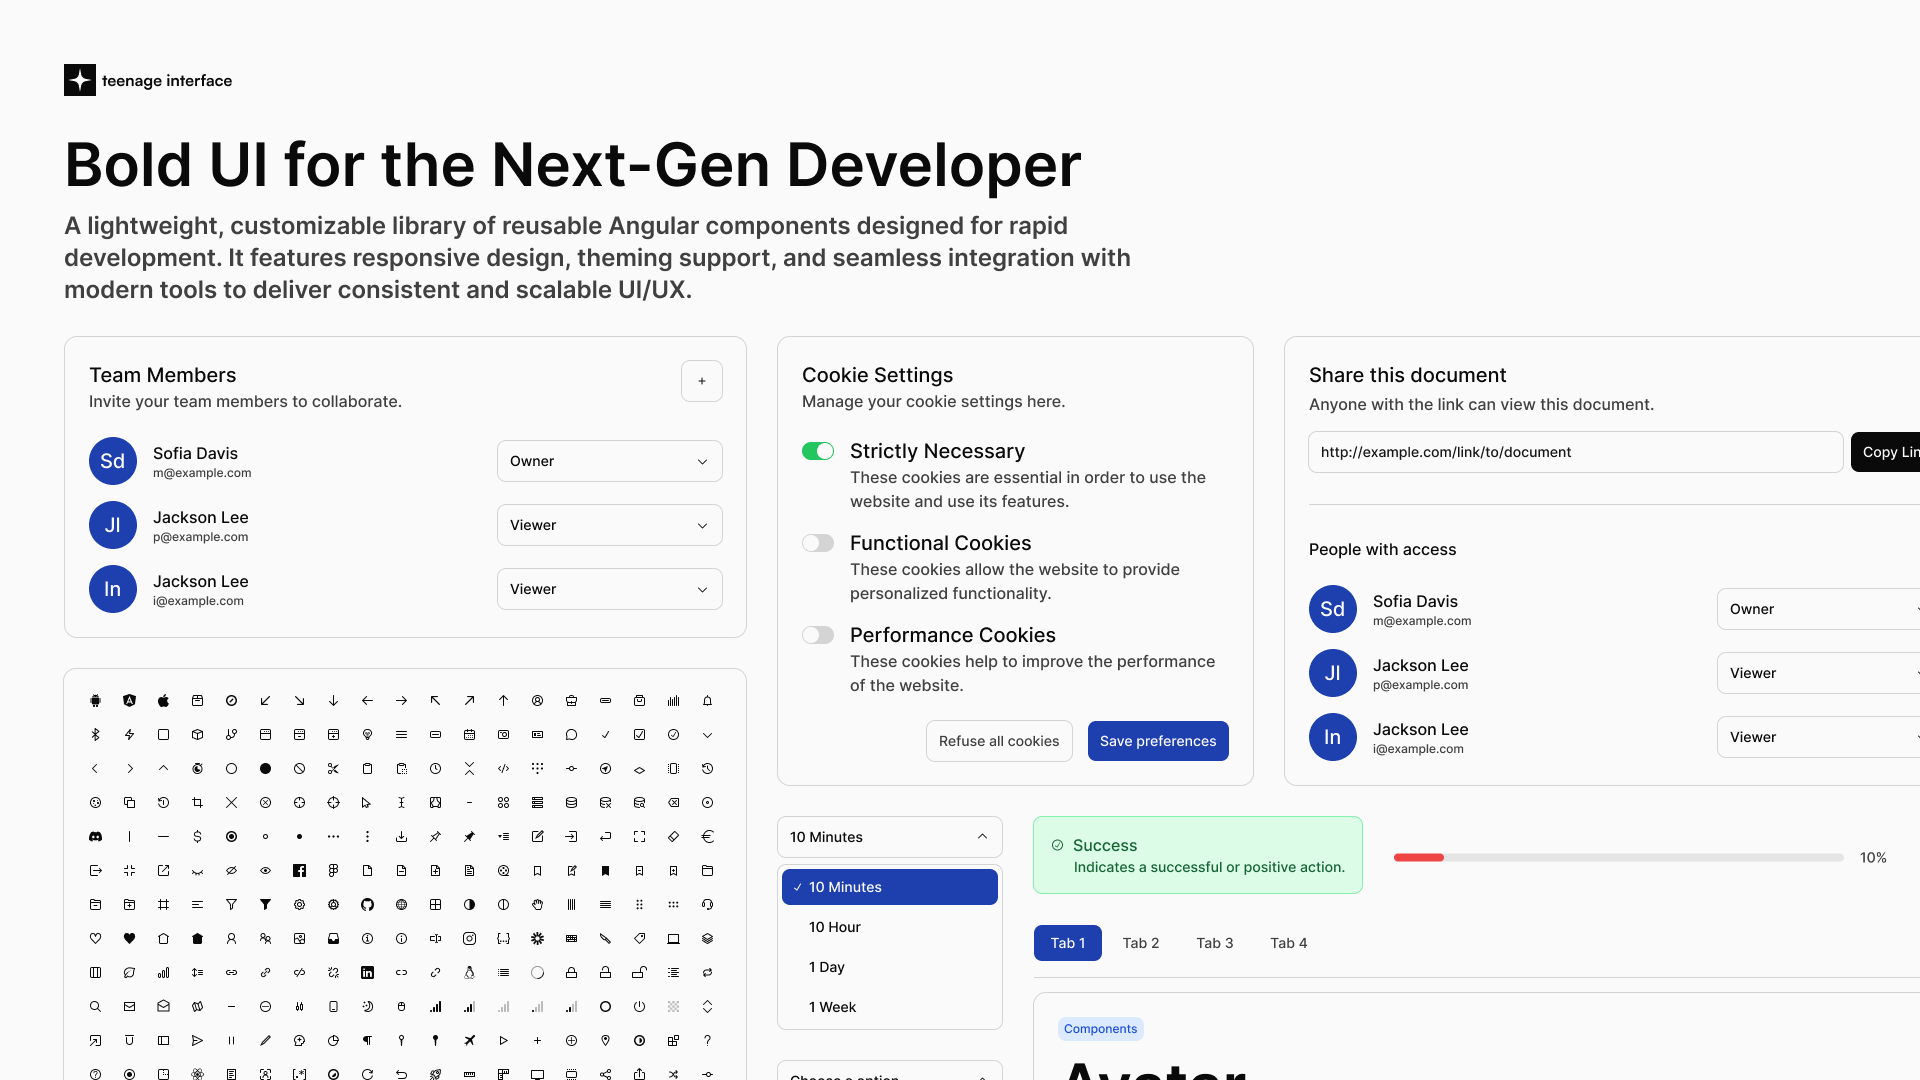 teenage interface
Bold UI for the Next-Gen Developer
A lightweight, customizable library of reusable Angular components designed for rapid
development. It features responsive design, theming support, and seamless integration with
modern tools to deliver consistent and scalable UI/UX.
Team Members
Invite your team members to collaborate.
+
Sd
Sofia Davis
m@example.com
Owner
Jl
Jackson Lee
p@example.com
Viewer
In
Jackson Lee
i@example.com
Viewer
Cookie Settings
Manage your cookie settings here.
Strictly Necessary
These cookies are essential in order to use the
website and use its features.
Functional Cookies
These cookies allow the website to provide
personalized functionality.
Performance Cookies
These cookies help to improve the performance
of the website.
Refuse all cookies
Save preferences
Share this document
Anyone with the link can view this document.
http://example.com/link/to/document
Copy Lin
People with access
Sd
Sofia Davis
m@example.com
Owner
Jl
Jackson Lee
p@example.com
Viewer
In
Jackson Lee
i@example.com
Viewer
10 Minutes
10 Minutes
10 Hour
1 Day
1 Week
Success
Indicates a successful or positive action.
10%
Tab 1
Tab 2
Tab 3
Tab 4
Components
Avatar
Choose a option